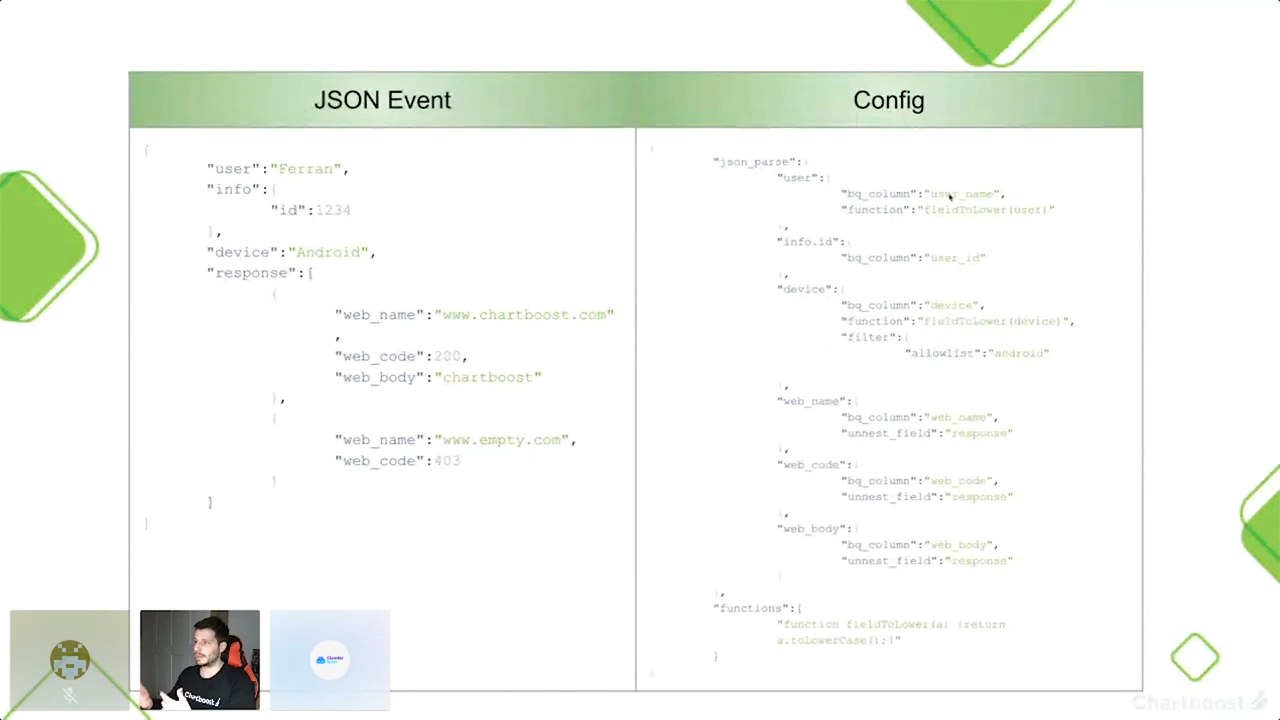 JSON Event
{
"user":"Ferran",
"info":{
"id":1234
},
"device":"Android",
"response":[
{
"web_name":"www.chartboost.com"
,
"web_code":200,
"web_body":"chartboost"
},
{
"web_name":"www.empty.com",
"web_code":403
}
]
}
Config
{
"json_parse":{
"user":{
"bq_column":"user_name",
"function":"fieldToLower(user)"
},
"info.id":{
"bq_column":"user_id"
},
"device":{
"bq_column":"device",
"function":"fieldToLower(device)",
"filter":{
"allowlist":"android"
},
"web_name":{
"bq_column":"web_name",
"unnest_field":"response"
},
"web_code":{
"bq_column":"web_code",
"unnest_field":"response"
},
"web_body":{
"bq_column":"web_body",
"unnest_field":"response"
}
},
"functions":[
"function fieldToLower(a) {return
a.toLowerCase();}"
]
}
Chartboost
ChartBoost